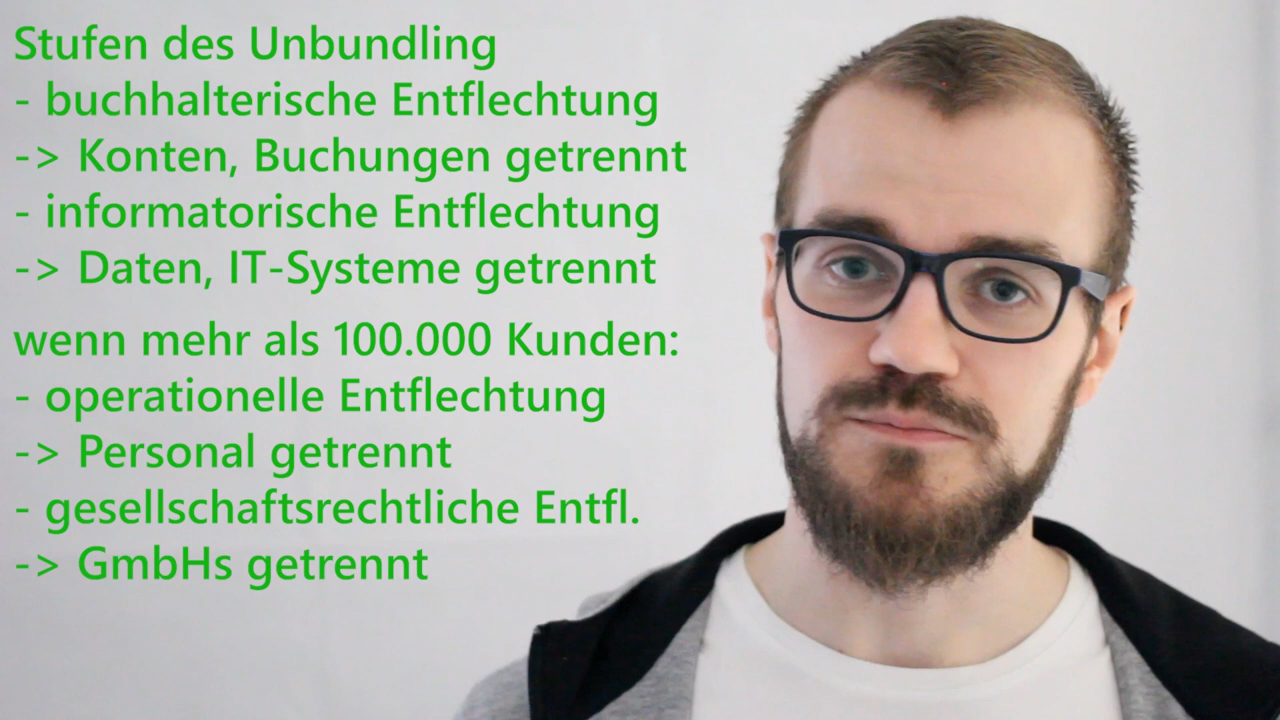 Stufen des Unbundling
- buchhalterische Entflechtung
-> Konten, Buchungen getrennt
- informatorische Entflechtung
-> Daten, IT-Systeme getrennt
wenn mehr als 100.000 Kunden:
- operationelle Entflechtung
-> Personal getrennt
- gesellschaftsrechtliche Entfl.
-> GmbHs getrennt